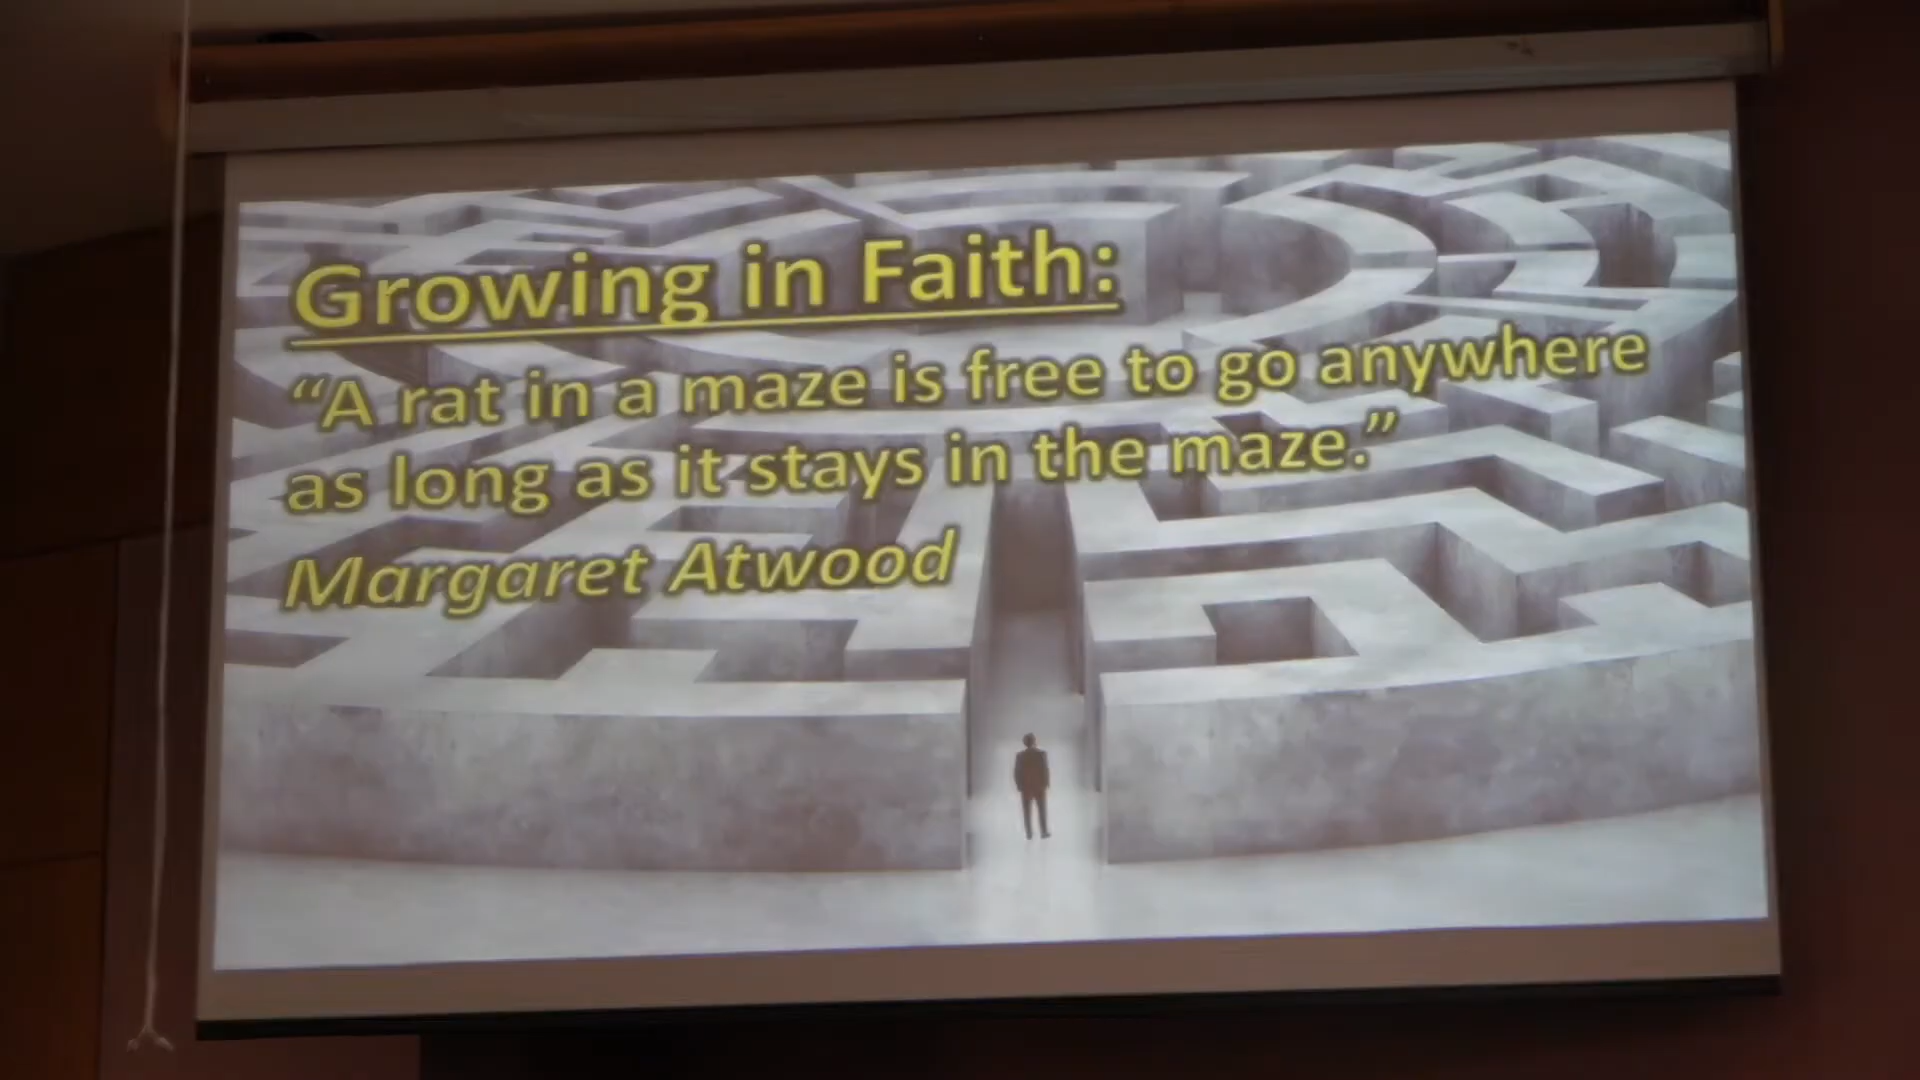 Growing in Faith:
“A rat in a maze is free to go anywhere
as long as it stays in the maze.”
Margaret Atwood